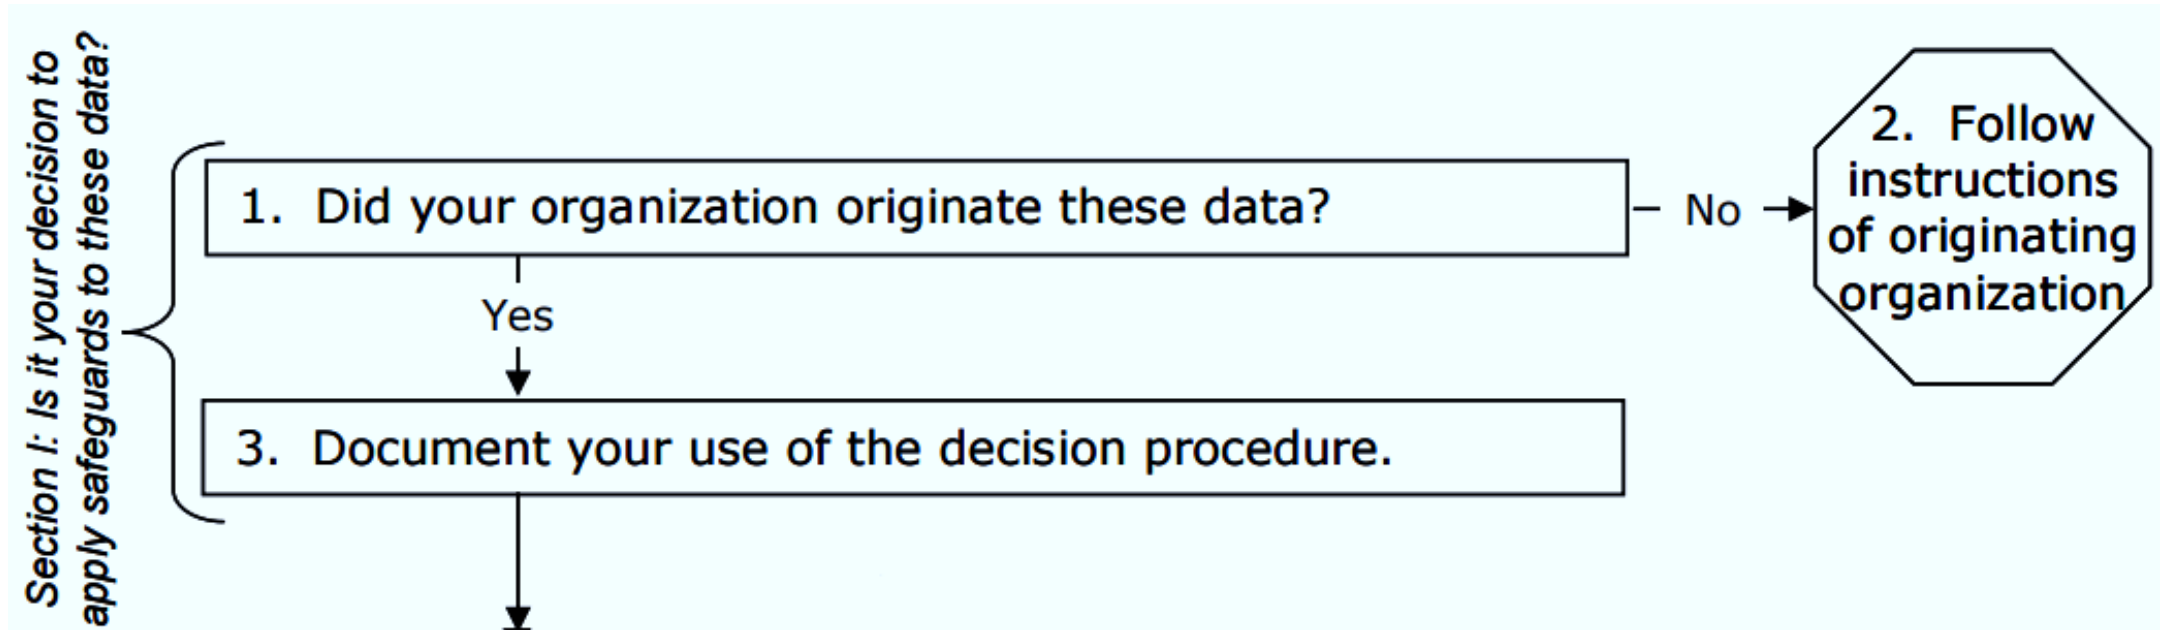 Section I: Is it your decision to
apply safeguards to these data?
1. Did your organization originate these data?
No
2. Follow
instructions
of originating
organization
Yes
3. Document your use of the decision procedure.